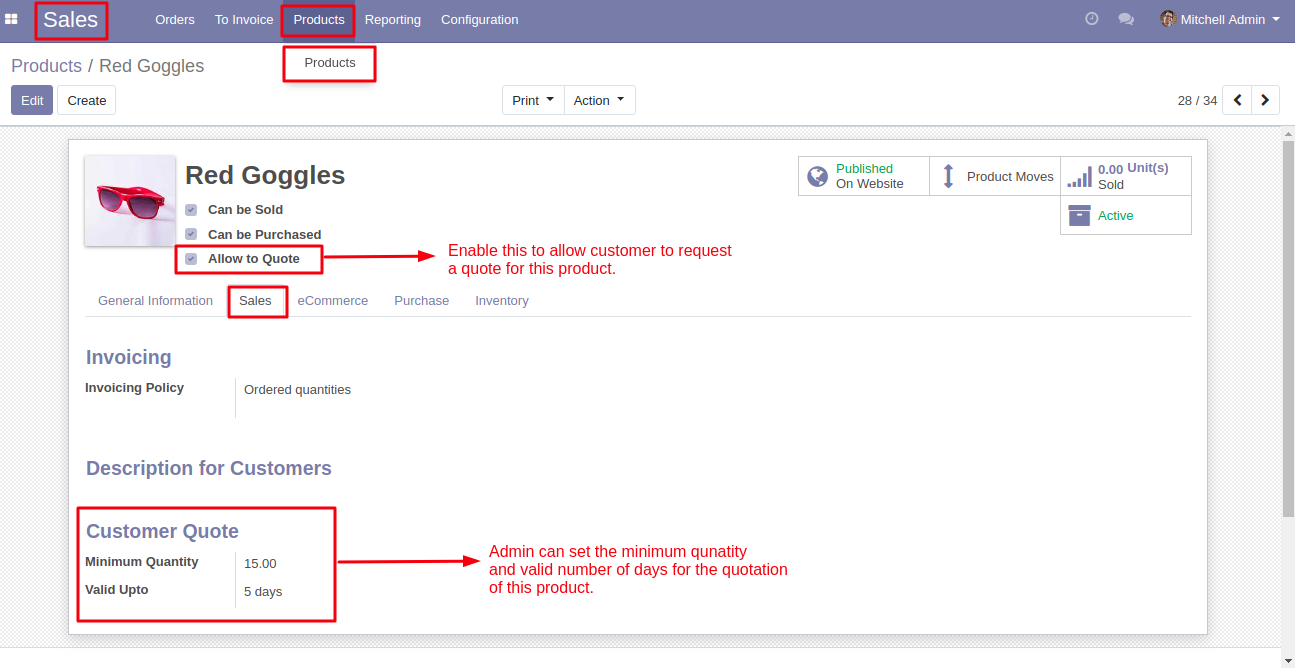 Sales Orders To Invoice Products Reporting Configuration Mitchell Admin
Products
Products / Red Goggles
Edit Create Print Action 28 / 34
Red Goggles
Published
On Website
Product Moves
0.00 Unit(s)
Sold
Active
Can be Sold
Can be Purchased
Allow to Quote
Enable this to allow customer to request
a quote for this product.
General Information Sales eCommerce Purchase Inventory
Invoicing
Invoicing Policy Ordered quantities
Description for Customers
Customer Quote
Minimum Quantity 15.00
Valid Upto 5 days
Admin can set the minimum qunatity
and valid number of days for the quotation
of this product.